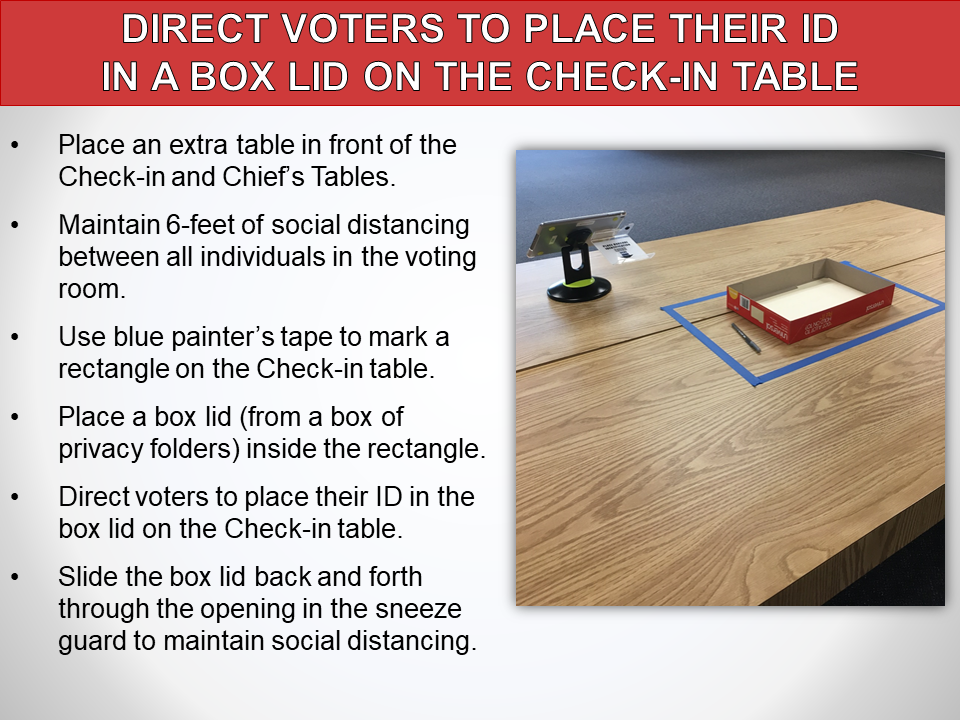 DIRECT VOTERS TO PLACE THEIR ID
IN A BOX LID ON THE CHECK-IN TABLE
• Place an extra table in front of the
Check-in and Chief’s Tables.
• Maintain 6-feet of social distancing
between all individuals in the voting
room.
• Use blue painter’s tape to mark a
rectangle on the Check-in table.
• Place a box lid (from a box of
privacy folders) inside the rectangle.
• Direct voters to place their ID in the
box lid on the Check-in table.
• Slide the box lid back and forth
through the opening in the sneeze
guard to maintain social distancing.